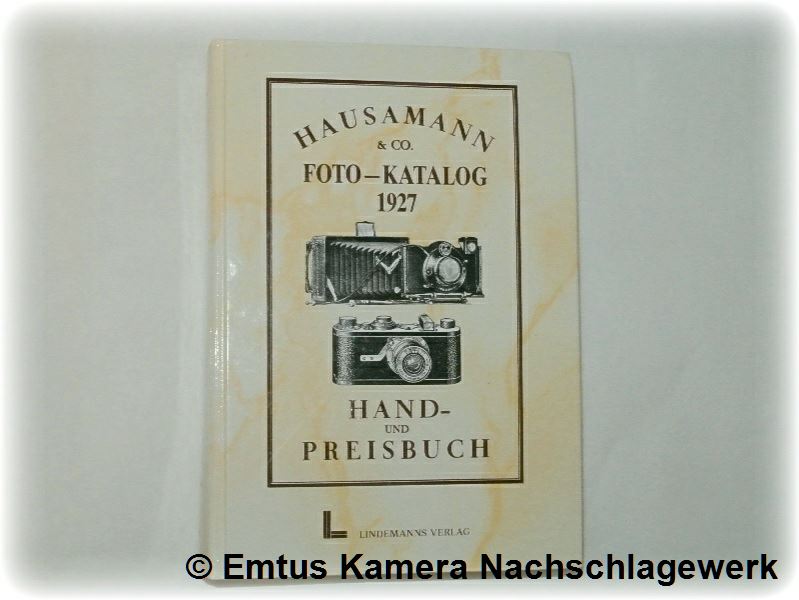 HAUSAMANN
& CO.
FOTO–KATALOG
1927
HAND-
UND
PREISBUCH
L LINDEMANNS VERLAG
© Emtus Kamera Nachschlagewerk